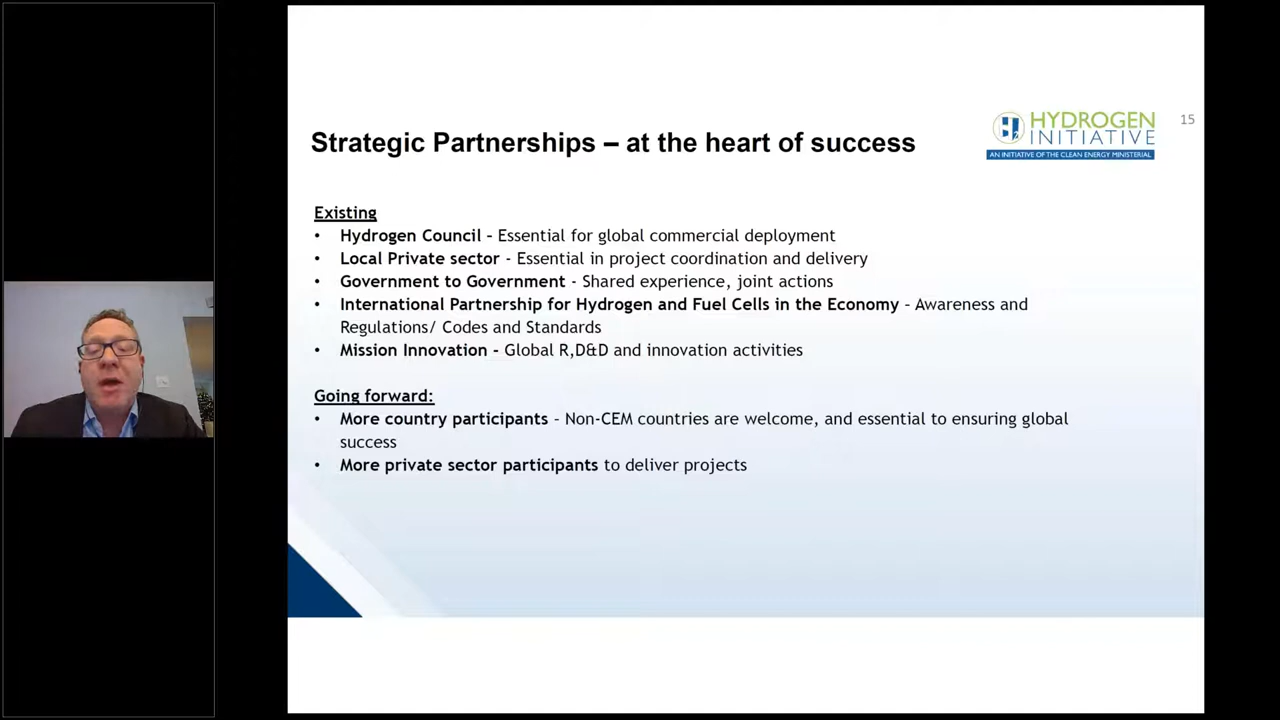 HYDROGEN
INITIATIVE
AN INITIATIVE OF THE CLEAN ENERGY MINISTERIAL
15
Strategic Partnerships – at the heart of success
Existing
• Hydrogen Council – Essential for global commercial deployment
• Local Private sector - Essential in project coordination and delivery
• Government to Government - Shared experience, joint actions
• International Partnership for Hydrogen and Fuel Cells in the Economy – Awareness and
Regulations/ Codes and Standards
• Mission Innovation - Global R,D&D and innovation activities
Going forward:
• More country participants – Non-CEM countries are welcome, and essential to ensuring global
success
• More private sector participants to deliver projects